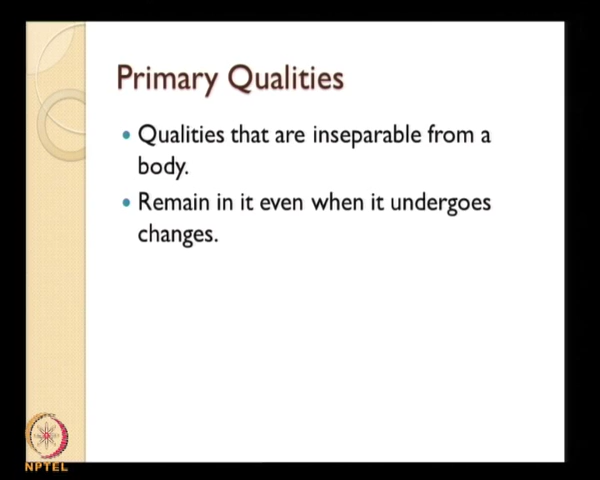 Primary Qualities
• Qualities that are inseparable from a
body.
• Remain in it even when it undergoes
changes.
NPTEL